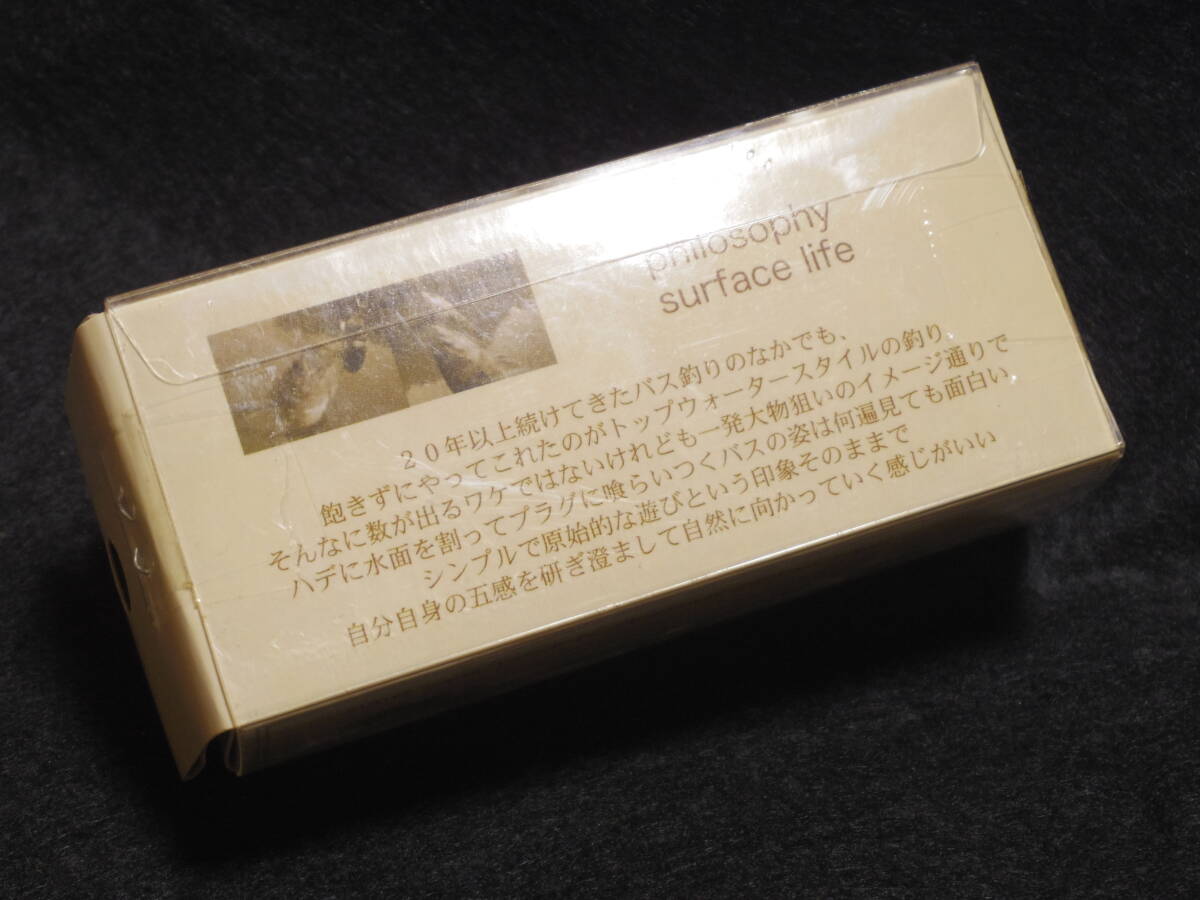 philosophy
surface life
２０年以上続けてきたバス釣りのなかでも、
飽きずにやってこれたのがトップウォータースタイルの釣り
そんなに数が出るワケではないけれども一発大物狙いのイメージ通りで
ハデに水面を割ってプラグに喰らいつくバスの姿は何遍見ても面白い
シンプルで原始的な遊びという印象そのままで
自分自身の五感を研ぎ澄まして自然に向かっていく感じがいい